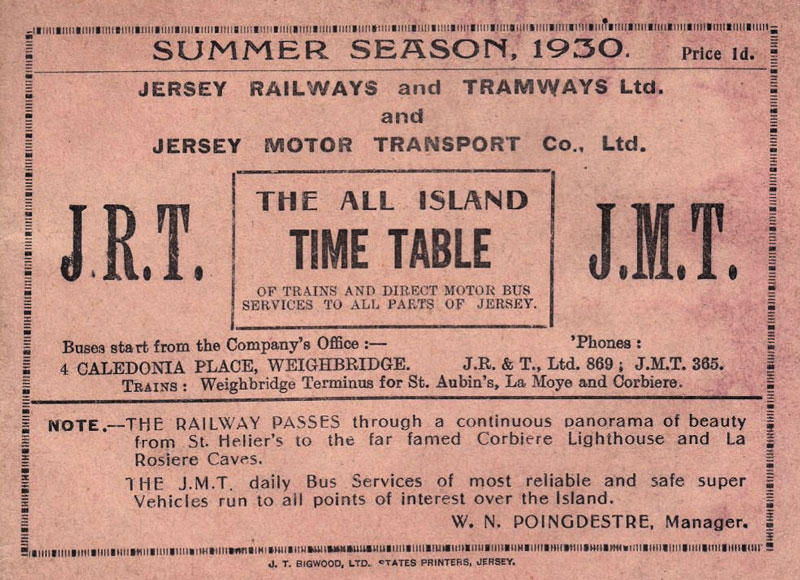 SUMMER SEASON, 1930. Price 1d.
JERSEY RAILWAYS and TRAMWAYS Ltd.
and
JERSEY MOTOR TRANSPORT Co., Ltd.
J.R.T.
THE ALL ISLAND
TIME TABLE
OF TRAINS AND DIRECT MOTOR BUS
SERVICES TO ALL PARTS OF JERSEY.
J.M.T.
Buses start from the Company's Office :— 'Phones :
4 CALEDONIA PLACE, WEIGHBRIDGE. J.R. & T., Ltd. 869 ; J.M.T. 365.
TRAINS : Weighbridge Terminus for St. Aubin's, La Moye and Corbiere.
NOTE.—THE RAILWAY PASSES through a continuous panorama of beauty
from St. Helier's to the far famed Corbiere Lighthouse and La
Rosiere Caves.
THE J.M.T. daily Bus Services of most reliable and safe super
Vehicles run to all points of interest over the Island.
W. N. POINGDESTRE, Manager.
J. T. BIGWOOD, LTD. STATES PRINTERS, JERSEY.